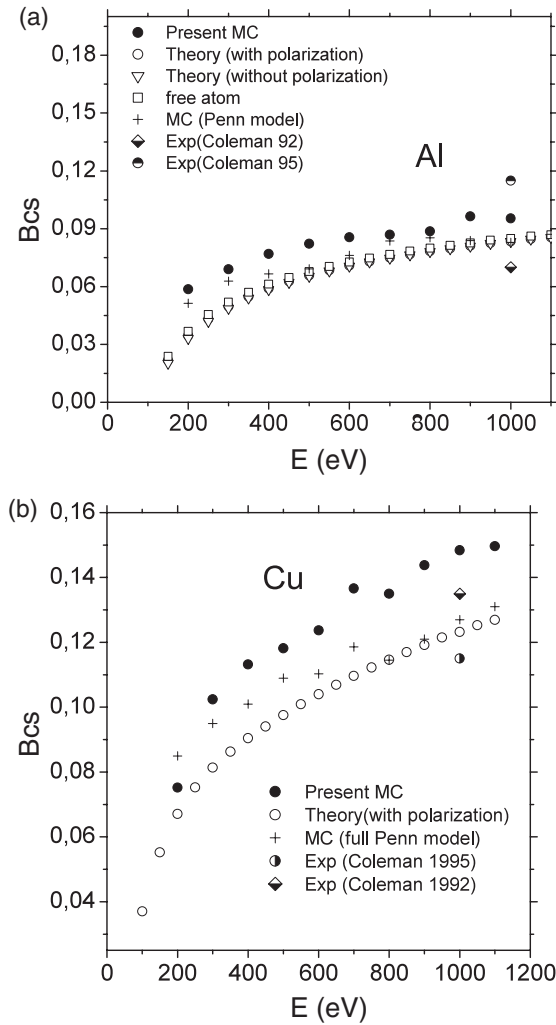 (a)
0,18
0,15
0,12
0,09
0,06
0,03
0,00
Bcs
Present MC
Theory (with polarization)
Theory (without polarization)
free atom
MC (Penn model)
Exp(Coleman 92)
Exp(Coleman 95)
Al
0
200
400
600
800
1000
E (eV)
(b)
0,16
0,14
0,12
0,10
0,08
0,06
0,04
Bcs
Cu
Present MC
Theory(with polarization)
MC (full Penn model)
Exp (Coleman 1995)
Exp (Coleman 1992)
0
200
400
600
800
1000
1200
E (eV)